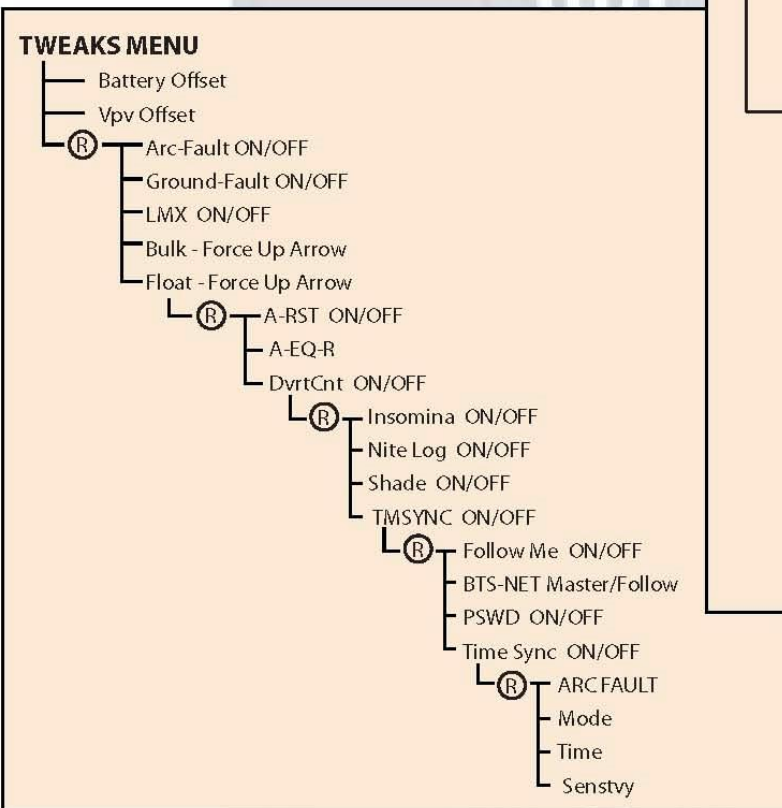 TWEAKS MENU
Battery Offset
Vpv Offset
R Arc-Fault ON/OFF
Ground-Fault ON/OFF
LMX ON/OFF
Bulk - Force Up Arrow
Float - Force Up Arrow
R A-RST ON/OFF
A-EQ-R
DvrtCnt ON/OFF
R Insomina ON/OFF
Nite Log ON/OFF
Shade ON/OFF
TMSYNC ON/OFF
R Follow Me ON/OFF
BTS-NET Master/Follow
PSWD ON/OFF
Time Sync ON/OFF
R ARC FAULT
Mode
Time
Senstvy